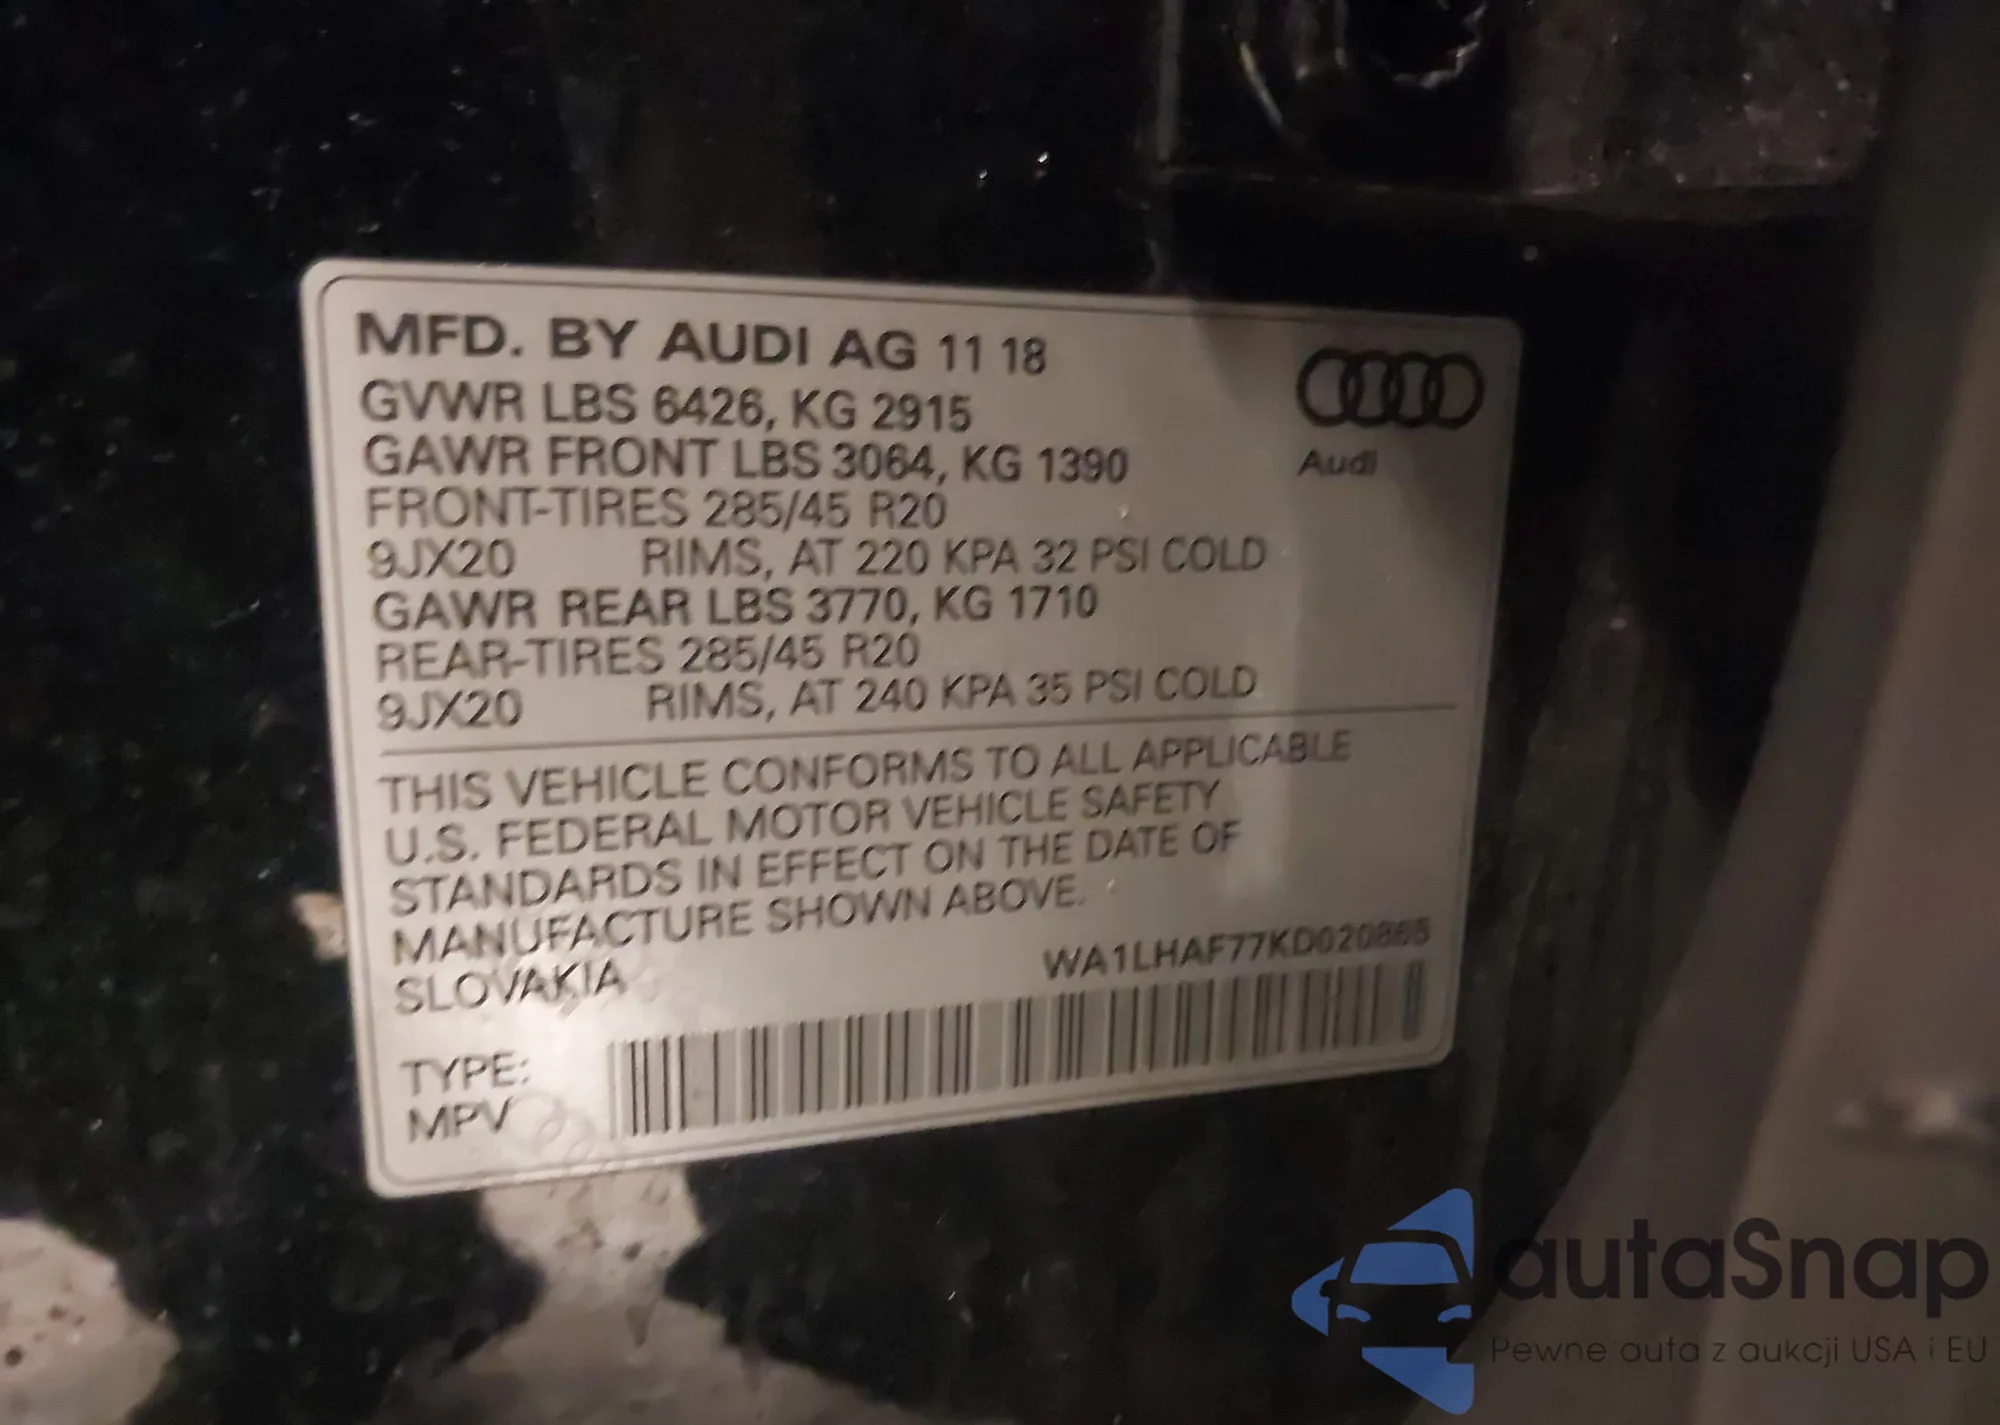 MFD. BY AUDI AG 11 18
GVWR LBS 6426, KG 2915
GAWR FRONT LBS 3064, KG 1390
FRONT-TIRES 285/45 R20
9JX20 RIMS, AT 220 KPA 32 PSI COLD
GAWR REAR LBS 3770, KG 1710
REAR-TIRES 285/45 R20
9JX20 RIMS, AT 240 KPA 35 PSI COLD
Audi
THIS VEHICLE CONFORMS TO ALL APPLICABLE
U.S. FEDERAL MOTOR VEHICLE SAFETY
STANDARDS IN EFFECT ON THE DATE OF
MANUFACTURE SHOWN ABOVE.
SLOVAKIA
WA1LHAF77KD020865
TYPE:
MPV
autaSnap
Pewne auta z aukcji USA i EU